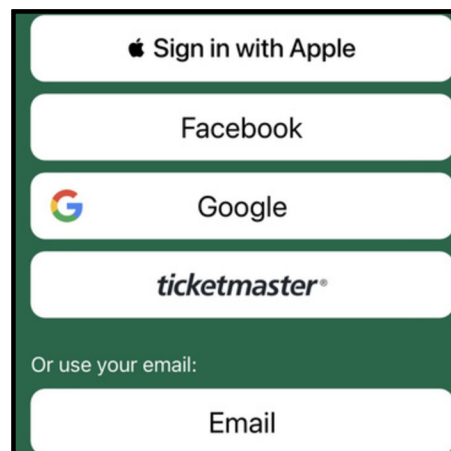 Sign in with Apple
Facebook
Google
ticketmaster®
Or use your email:
Email